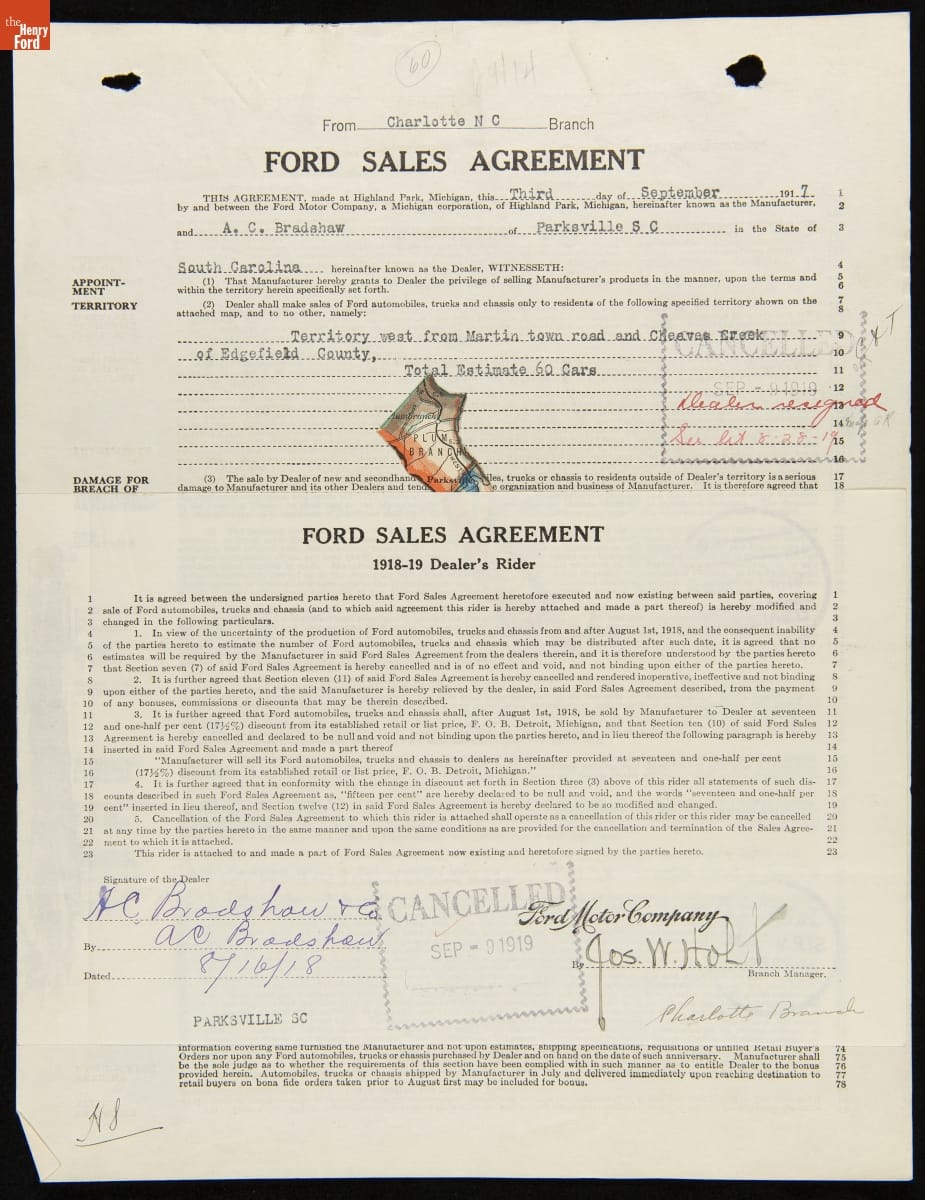 the
Henry
Ford
60
9/12
From Charlotte N C Branch
FORD SALES AGREEMENT
THIS AGREEMENT, made at Highland Park, Michigan, this Third day of September 1917 1
by and between the Ford Motor Company, a Michigan corporation, of Highland Park, Michigan, hereinafter known as the Manufacturer, 2
and A. C. Bradshaw of Parksville S C in the State of 3
South Carolina hereinafter known as the Dealer, WITNESSETH: 4
APPOINT- (1) That Manufacturer hereby grants to Dealer the privilege of selling Manufacturer's products in the manner, upon the terms and 5
MENT within the territory herein specifically set forth. 6
TERRITORY (2) Dealer shall make sales of Ford automobiles, trucks and chassis only to residents of the following specified territory shown on the 7
attached map, and to no other, namely: 8
Territory west from Martin town road and Cheaves Creek 9
of Edgefield County, 10
CANCELLED
Total Estimate 60 Cars 11
SEP - 9 1919 12
Dealer resigned 13
14
See let 8-28-19 15
16
PLUM
BRANCH
Parksville
DAMAGE FOR (3) The sale by Dealer of new and secondhand les, trucks or chassis to residents outside of Dealer's territory is a serious 17
BREACH OF damage to Manufacturer and its other Dealers and tend e organization and business of Manufacturer. It is therefore agreed that 18
FORD SALES AGREEMENT
1918-19 Dealer's Rider
1 It is agreed between the undersigned parties hereto that Ford Sales Agreement heretofore executed and now existing between said parties, covering 1
2 sale of Ford automobiles, trucks and chassis (and to which said agreement this rider is hereby attached and made a part thereof) is hereby modified and 2
3 changed in the following particulars. 3
4 1. In view of the uncertainty of the production of Ford automobiles, trucks and chassis from and after August 1st, 1918, and the consequent inability 4
5 of the parties hereto to estimate the number of Ford automobiles, trucks and chassis which may be distributed after such date, it is agreed that no 5
6 estimates will be required by the Manufacturer in said Ford Sales Agreement from the dealers therein, and it is therefore understood by the parties hereto 6
7 that Section seven (7) of said Ford Sales Agreement is hereby cancelled and is of no effect and void, and not binding upon either of the parties hereto. 7
8 2. It is further agreed that Section eleven (11) of said Ford Sales Agreement is hereby cancelled and rendered inoperative, ineffective and not binding 8
9 upon either of the parties hereto, and the said Manufacturer is hereby relieved by the dealer, in said Ford Sales Agreement described, from the payment 9
10 of any bonuses, commissions or discounts that may be therein described. 10
11 3. It is further agreed that Ford automobiles, trucks and chassis shall, after August 1st, 1918, be sold by Manufacturer to Dealer at seventeen 11
12 and one-half per cent (17½%) discount from its established retail or list price, F. O. B. Detroit, Michigan, and that Section ten (10) of said Ford Sales 12
13 Agreement is hereby cancelled and declared to be null and void and not binding upon the parties hereto, and in lieu thereof the following paragraph is hereby 13
14 inserted in said Ford Sales Agreement and made a part thereof 14
15 "Manufacturer will sell its Ford automobiles, trucks and chassis to dealers as hereinafter provided at seventeen and one-half per cent 15
16 (17½%) discount from its established retail or list price, F. O. B. Detroit, Michigan." 16
17 4. It is further agreed that in conformity with the change in discount set forth in Section three (3) above of this rider all statements of such dis- 17
18 counts described in such Ford Sales Agreement as, "fifteen per cent" are hereby declared to be null and void, and the words "seventeen and one-half per 18
19 cent" inserted in lieu thereof, and Section twelve (12) in said Ford Sales Agreement is hereby declared to be so modified and changed. 19
20 5. Cancellation of the Ford Sales Agreement to which this rider is attached shall operate as a cancellation of this rider or this rider may be cancelled 20
21 at any time by the parties hereto in the same manner and upon the same conditions as are provided for the cancellation and termination of the Sales Agree- 21
22 ment to which it is attached. 22
23 This rider is attached to and made a part of Ford Sales Agreement now existing and heretofore signed by the parties hereto. 23
Signature of the Dealer
A C. Bradshaw & Co
CANCELLED
Ford Motor Company
By A C Bradshaw
SEP - 9 1919
By Jos. W. Holt
Branch Manager.
Dated 8/16/18
Charlotte Branch
PARKSVILLE SC
information covering same furnished the Manufacturer and not upon estimates, shipping specifications, requisitions or unfilled Retail Buyer's 74
Orders nor upon any Ford automobiles, trucks or chassis purchased by Dealer and on hand on the date of such anniversary. Manufacturer shall 75
be the sole judge as to whether the requirements of this section have been complied with in such manner as to entitle Dealer to the bonus 76
provided herein. Automobiles, trucks or chassis shipped by Manufacturer in July and delivered immediately upon reaching destination to 77
retail buyers on bona fide orders taken prior to August first may be included for bonus. 78